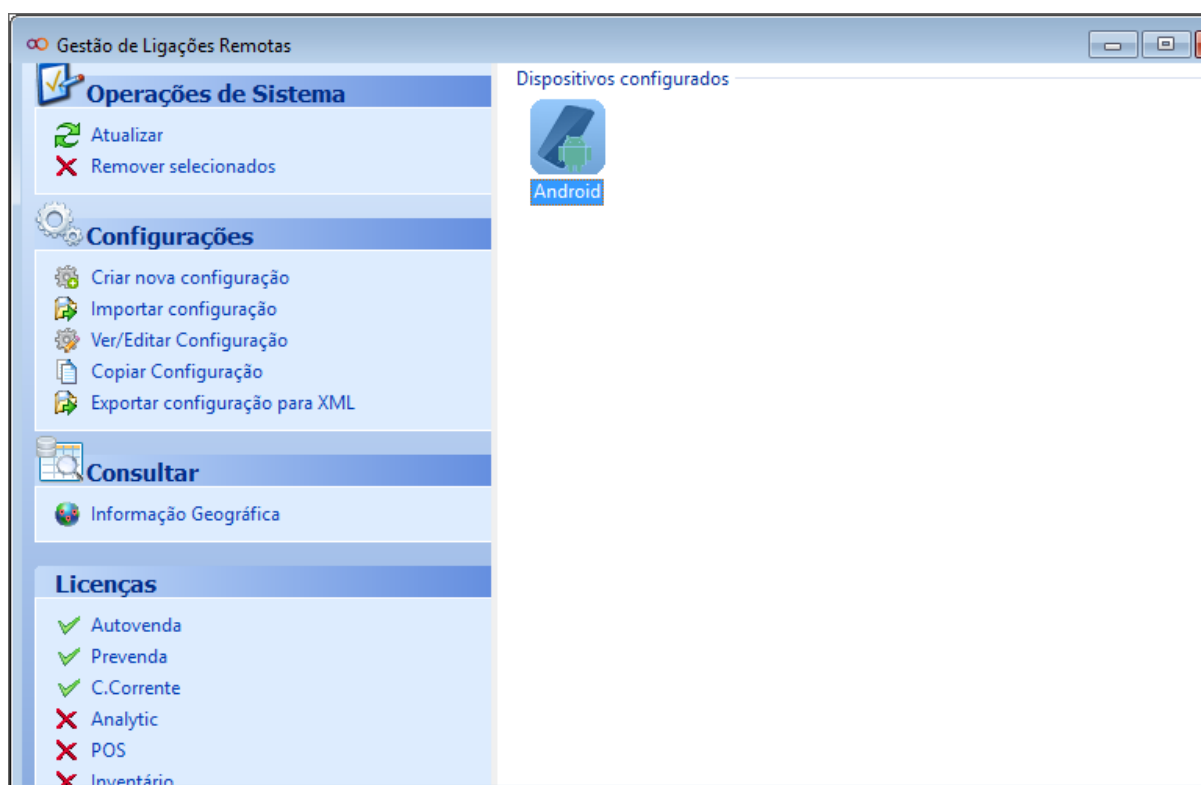 Gestão de Ligações Remotas
Operações de Sistema
Atualizar
Remover selecionados
Configurações
Criar nova configuração
Importar configuração
Ver/Editar Configuração
Copiar Configuração
Exportar configuração para XML
Consultar
Informação Geográfica
Licenças
Autovenda
Prevenda
C.Corrente
Analytic
POS
Inventário
Dispositivos configurados
Android